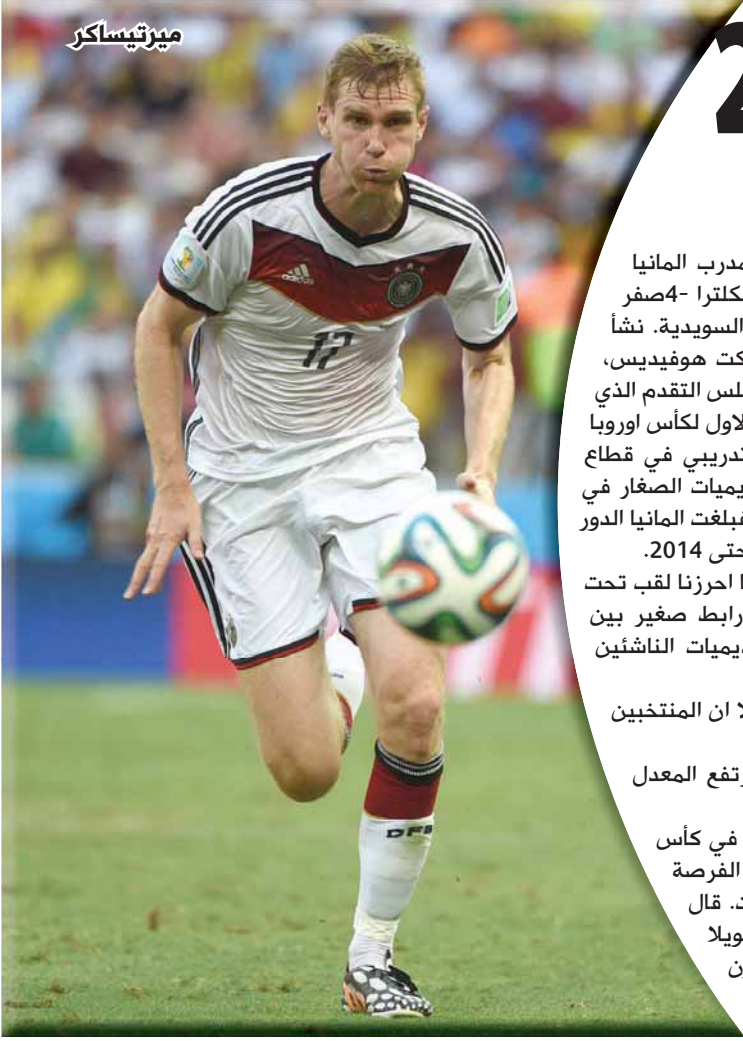 ميرتيساكر
2
مدرب المانيا
كلترا -4صفر
السويدية. نشأ
كت هوفيديس،
لس التقدم الذي
لاول لكأس اوروبا
تدريبي في قطاع
يميات الصغار في
فبلغت المانيا الدور
حتى 2014.
ا احرزنا لقب تحت
رابط صغير بين
يميات الناشئين
لا ان المنتخبين
رتفع المعدل
في كأس
الفرصة
ت. قال
ويلا
ن
adidas
17
DFB